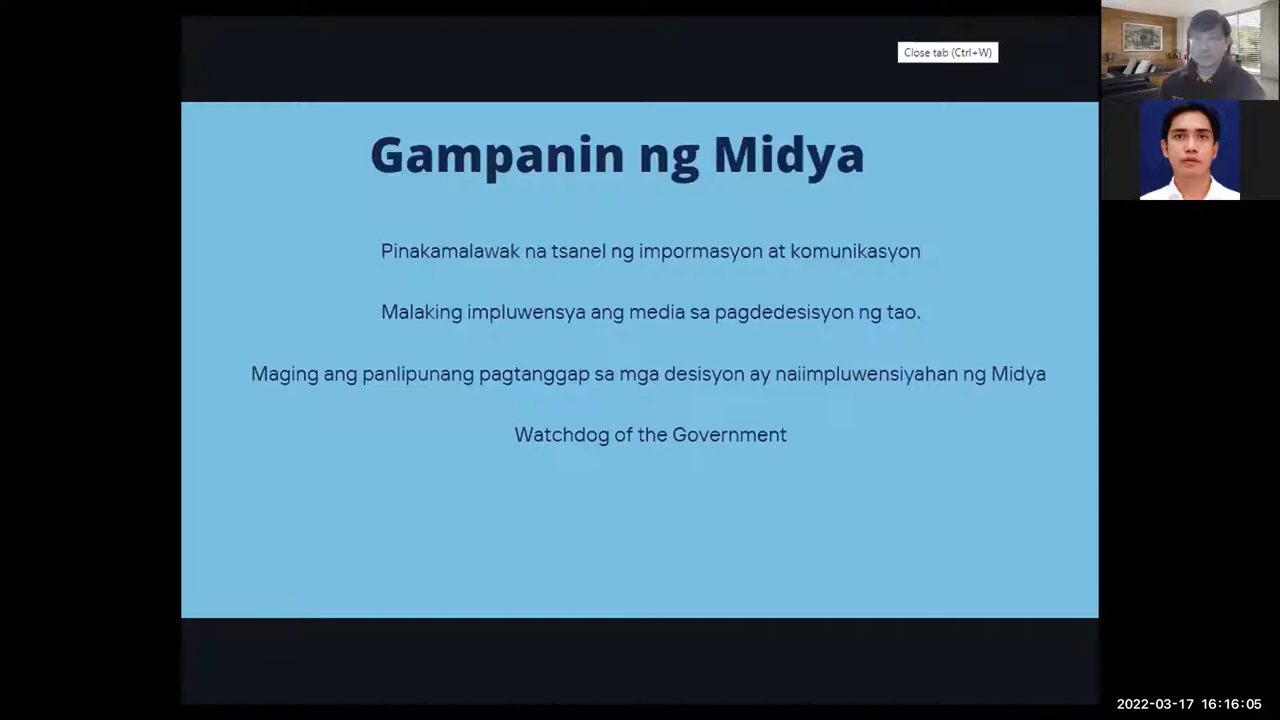 Close tab (Ctrl+W)
Gampanin ng Midya
Pinakamalawak na tsanel ng impormasyon at komunikasyon
Malaking impluwensya ang media sa pagdedesisyon ng tao.
Maging ang panlipunang pagtanggap sa mga desisyon ay naiimpluwensiyahan ng Midya
Watchdog of the Government
2022-03-17 16:16:05